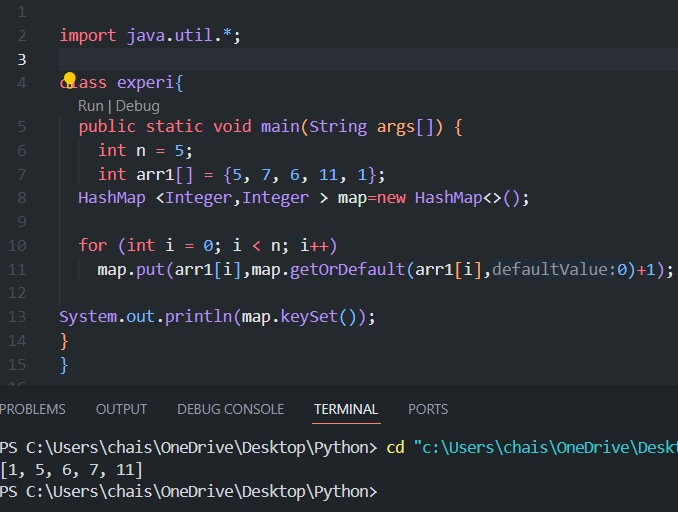 1
2 import java.util.*;
3
4 class experi{
Run | Debug
5 public static void main(String args[]) {
6 int n = 5;
7 int arr1[] = {5, 7, 6, 11, 1};
8 HashMap <Integer,Integer > map=new HashMap<>();
9
10 for (int i = 0; i < n; i++)
11 map.put(arr1[i],map.getOrDefault(arr1[i],defaultValue:0)+1);
12
13 System.out.println(map.keySet());
14 }
15 }
PROBLEMS OUTPUT DEBUG CONSOLE TERMINAL PORTS
PS C:\Users\chais\OneDrive\Desktop\Python> cd "c:\Users\chais\OneDrive\Deskt
[1, 5, 6, 7, 11]
PS C:\Users\chais\OneDrive\Desktop\Python>